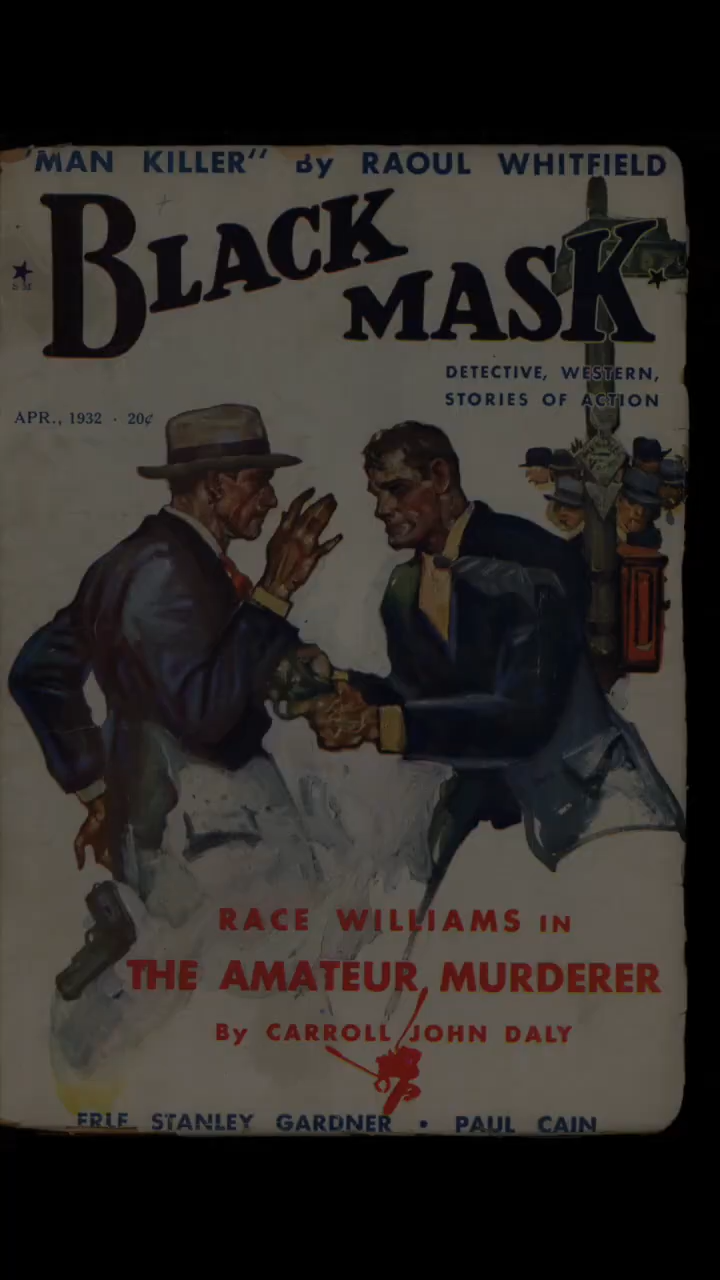 "MAN KILLER" By RAOUL WHITFIELD
BLACK
MASK
DETECTIVE, WESTERN,
STORIES OF ACTION
APR., 1932 · 20¢
RACE WILLIAMS IN
THE AMATEUR MURDERER
By CARROLL JOHN DALY
ERLE STANLEY GARDNER • PAUL CAIN